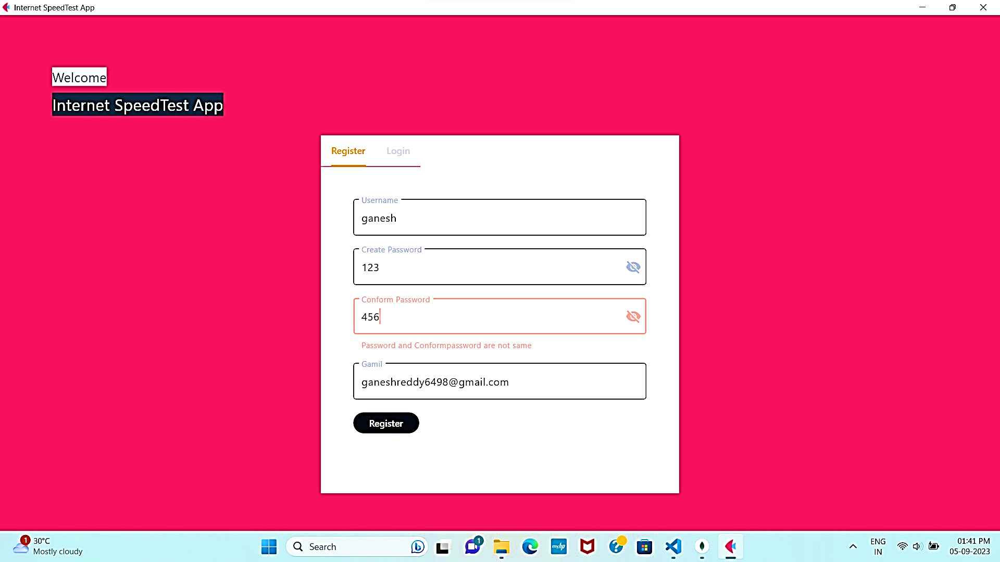 Internet SpeedTest App
Welcome
Internet SpeedTest App
Register
Login
Username
ganesh
Create Password
123
Conform Password
456
Password and Conformpassword are not same
Gamil
ganeshreddy6498@gmail.com
Register
1
30°C
Mostly cloudy
Search
1
myhp
ENG
IN
01:41 PM
05-09-2023